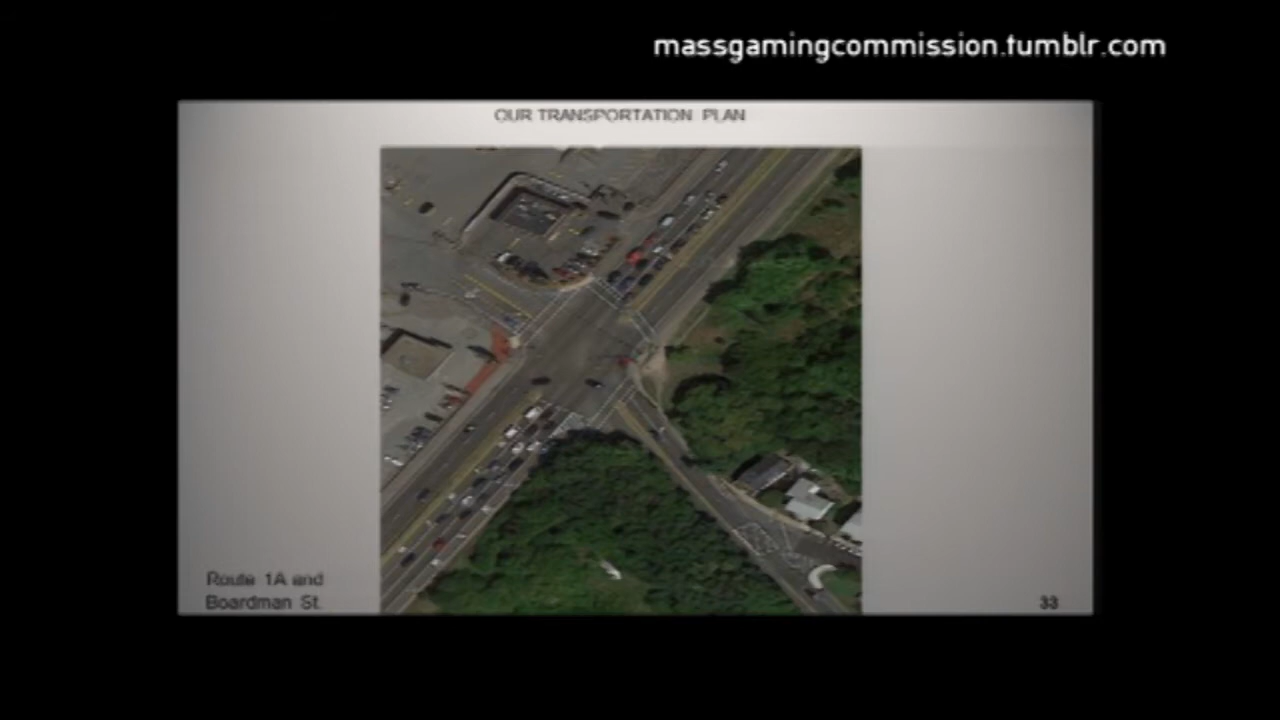 massgamingcommission.tumblr.com
OUR TRANSPORTATION PLAN
Route 1A and
Boardman St.
33